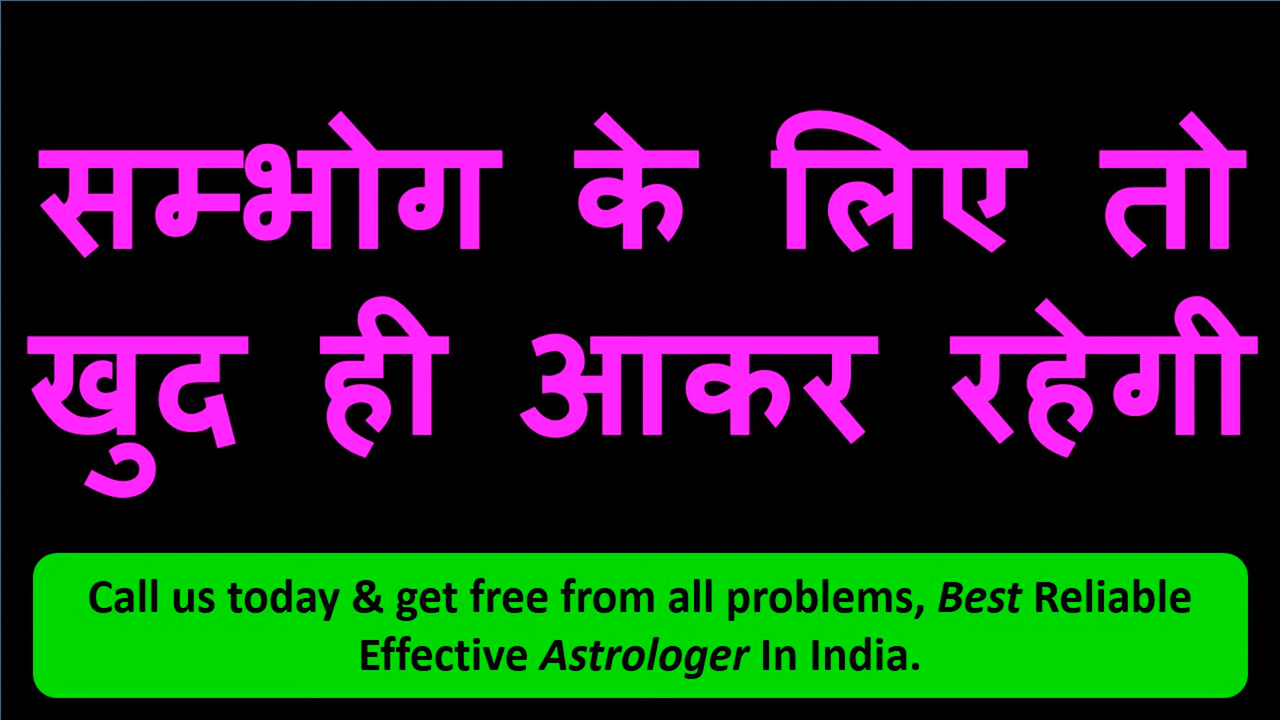 सम्भोग के लिए तो
खुद ही आकर रहेगी
Call us today & get free from all problems, Best Reliable
Effective Astrologer In India.